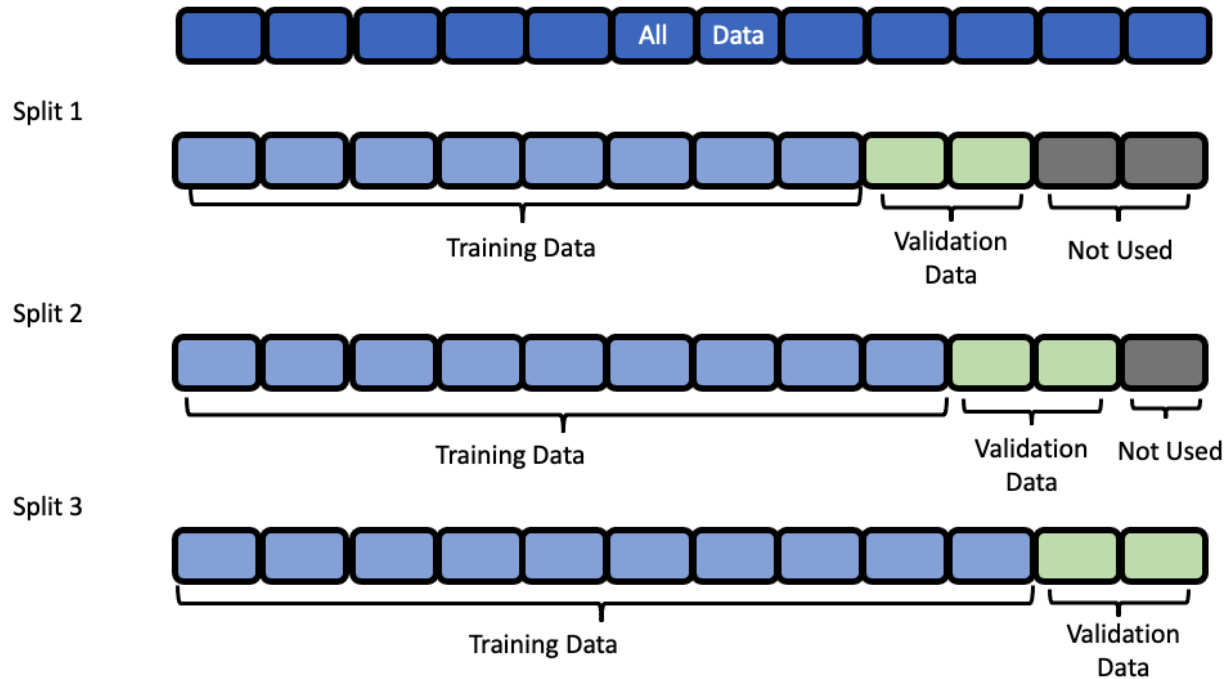 All Data
Split 1
Training Data
Validation
Data
Not Used
Split 2
Training Data
Validation
Data
Not Used
Split 3
Training Data
Validation
Data